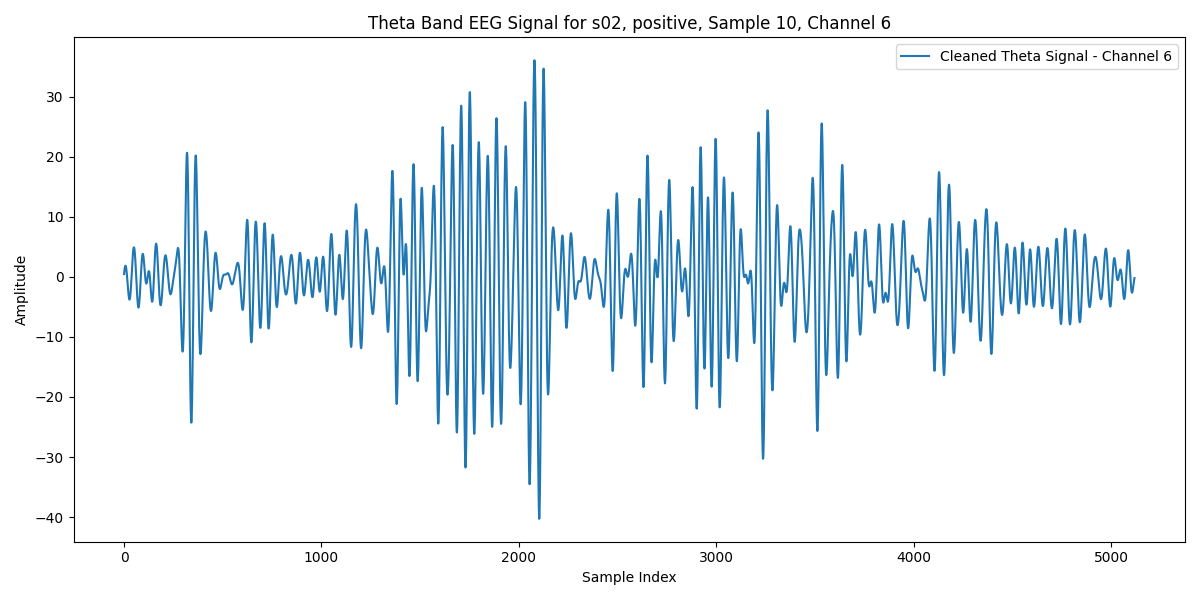 Theta Band EEG Signal for s02, positive, Sample 10, Channel 6
Cleaned Theta Signal - Channel 6
Amplitude
30
20
10
0
−10
−20
−30
−40
0 1000 2000 3000 4000 5000
Sample Index